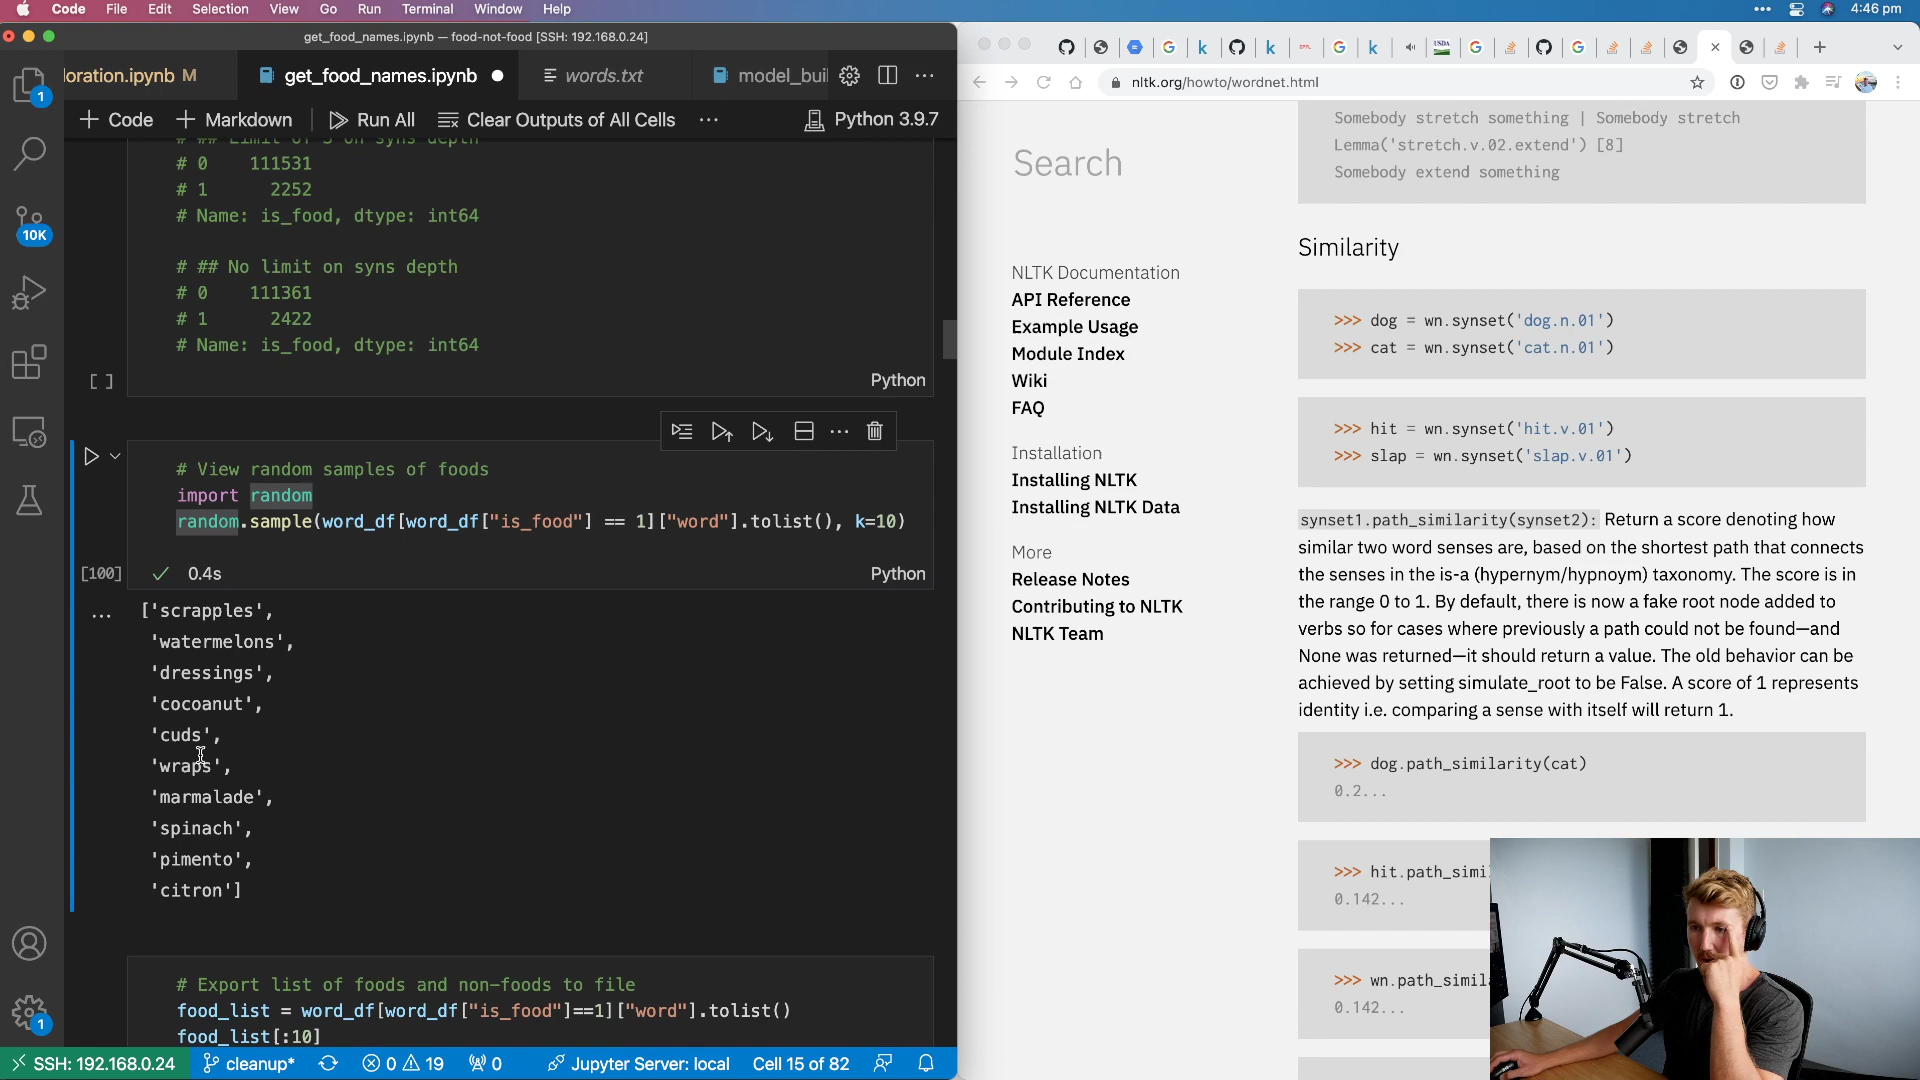 Code File Edit Selection View Go Run Terminal Window Help
4:46 pm
get_food_names.ipynb — food-not-food [SSH: 192.168.0.24]
loration.ipynb M
get_food_names.ipynb
words.txt
model_bui
+ Code + Markdown Run All Clear Outputs of All Cells ... Python 3.9.7
1
10K
# ## Limit of 3 on syns depth
# 0 111531
# 1 2252
# Name: is_food, dtype: int64
# ## No limit on syns depth
# 0 111361
# 1 2422
# Name: is_food, dtype: int64
[ ]
Python
# View random samples of foods
import random
random.sample(word_df[word_df["is_food"] == 1]["word"].tolist(), k=10)
[100] 0.4s Python
... ['scrapples',
'watermelons',
'dressings',
'cocoanut',
'cuds',
'wraps',
'marmalade',
'spinach',
'pimento',
'citron']
# Export list of foods and non-foods to file
food_list = word_df[word_df["is_food"]==1]["word"].tolist()
food_list[:10]
1
SSH: 192.168.0.24 cleanup* 0 19 0 Jupyter Server: local Cell 15 of 82
nltk.org/howto/wordnet.html
Search
NLTK Documentation
API Reference
Example Usage
Module Index
Wiki
FAQ
Installation
Installing NLTK
Installing NLTK Data
More
Release Notes
Contributing to NLTK
NLTK Team
Somebody stretch something | Somebody stretch
Lemma('stretch.v.02.extend') [8]
Somebody extend something
Similarity
>>> dog = wn.synset('dog.n.01')
>>> cat = wn.synset('cat.n.01')
>>> hit = wn.synset('hit.v.01')
>>> slap = wn.synset('slap.v.01')
synset1.path_similarity(synset2): Return a score denoting how
similar two word senses are, based on the shortest path that connects
the senses in the is-a (hypernym/hypnoym) taxonomy. The score is in
the range 0 to 1. By default, there is now a fake root node added to
verbs so for cases where previously a path could not be found—and
None was returned—it should return a value. The old behavior can be
achieved by setting simulate_root to be False. A score of 1 represents
identity i.e. comparing a sense with itself will return 1.
>>> dog.path_similarity(cat)
0.2...
>>> hit.path_simi
0.142...
>>> wn.path_simil
0.142...